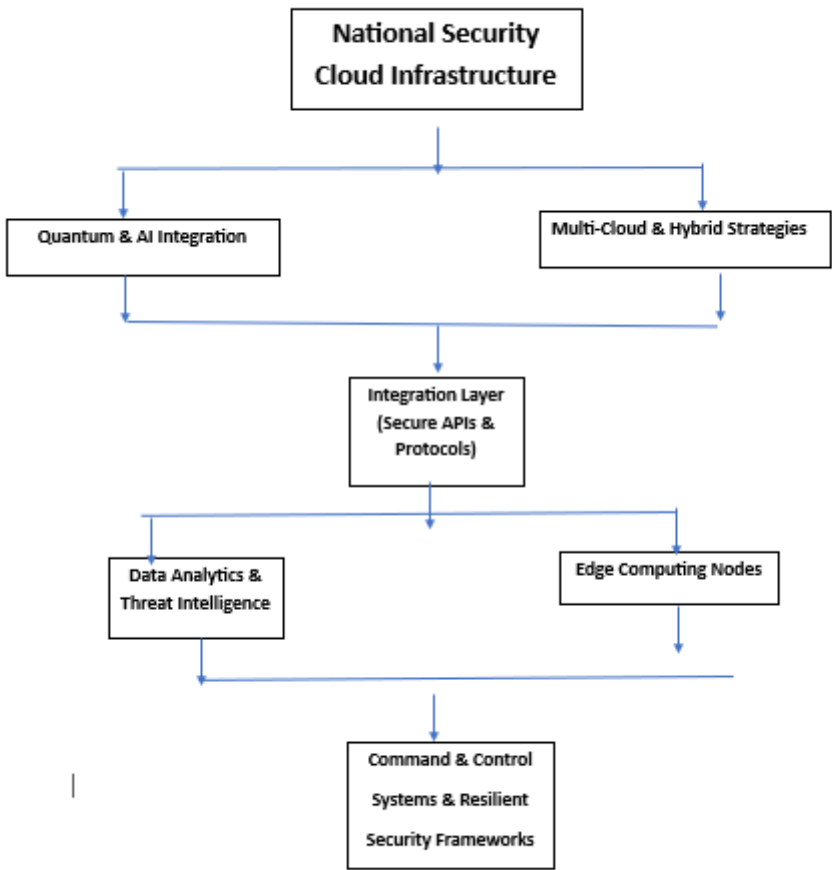 National Security
Cloud Infrastructure
Quantum & AI Integration
Multi-Cloud & Hybrid Strategies
Integration Layer
(Secure APIs &
Protocols)
Data Analytics &
Threat Intelligence
Edge Computing Nodes
Command & Control
Systems & Resilient
Security Frameworks